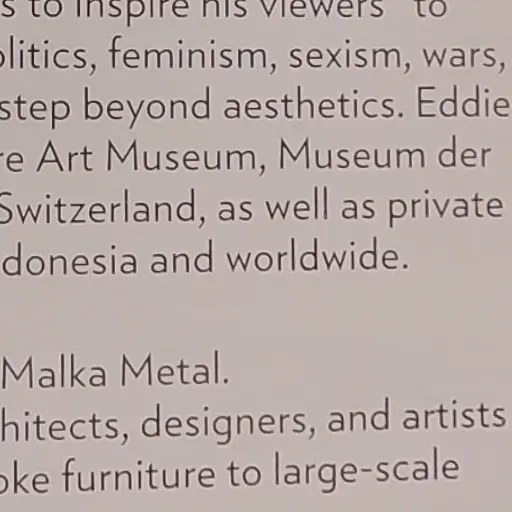 s to inspire his viewers "to
olitics, feminism, sexism, wars,
step beyond aesthetics. Eddie
re Art Museum, Museum der
Switzerland, as well as private
donesia and worldwide.
Malka Metal.
hitects, designers, and artists
oke furniture to large-scale